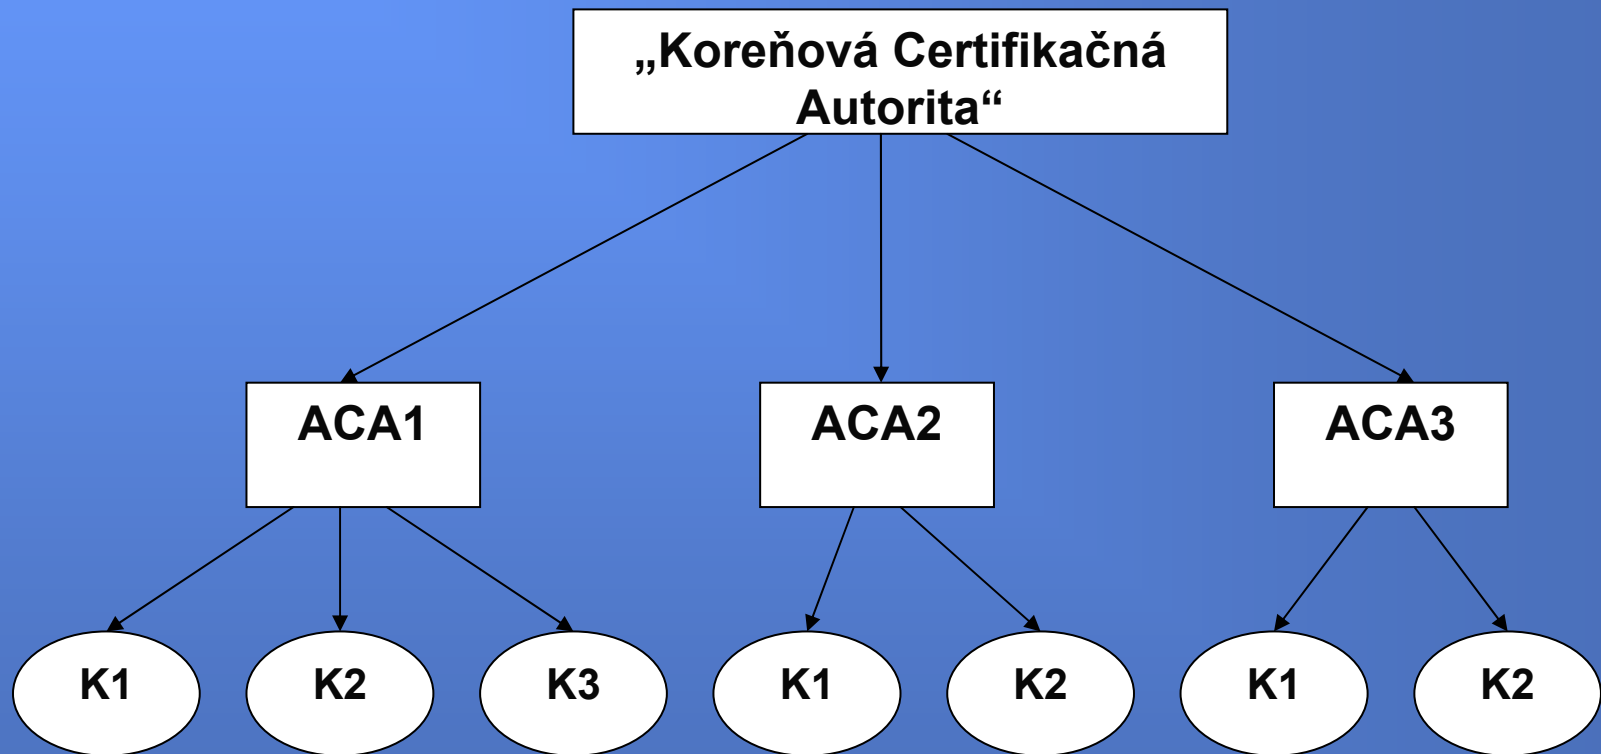 „Koreňová Certifikačná
Autorita“
ACA1
ACA2
ACA3
K1
K2
K3
K1
K2
K1
K2